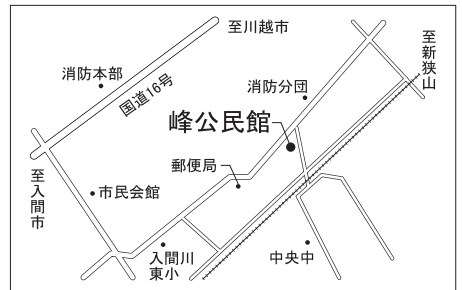 至川越市
至新狭山
消防本部
国道16号
消防分団
峰公民館
郵便局
至入間市
市民会館
入間川
東小
中央中